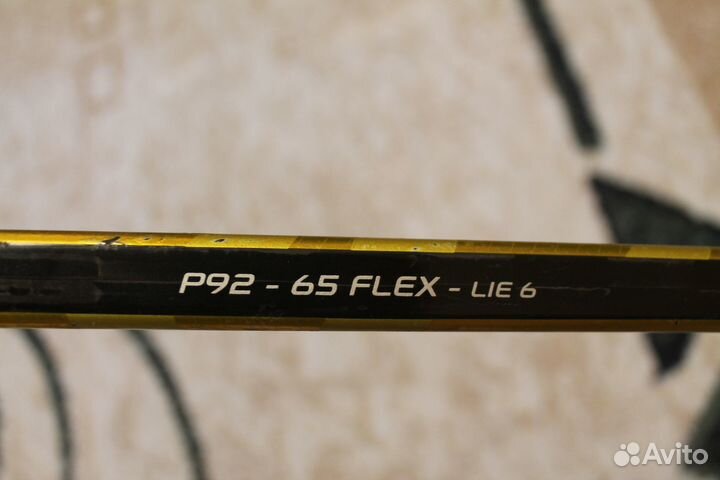 P92 - 65 FLEX - LIE 6
Avito